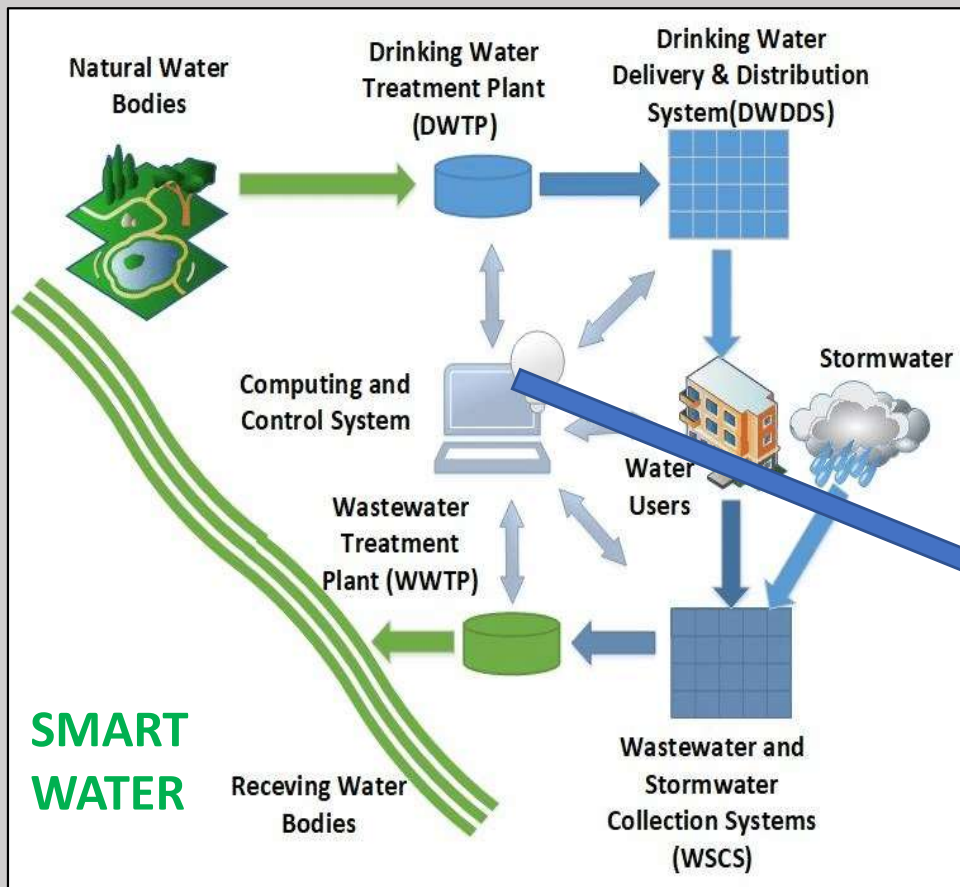 Natural Water
Bodies
Drinking Water
Treatment Plant
(DWTP)
Drinking Water
Delivery & Distribution
System(DWDDS)
Computing and
Control System
Stormwater
Water
Users
Wastewater
Treatment
Plant (WWTP)
SMART
WATER
Receving Water
Bodies
Wastewater and
Stormwater
Collection Systems
(WSCS)